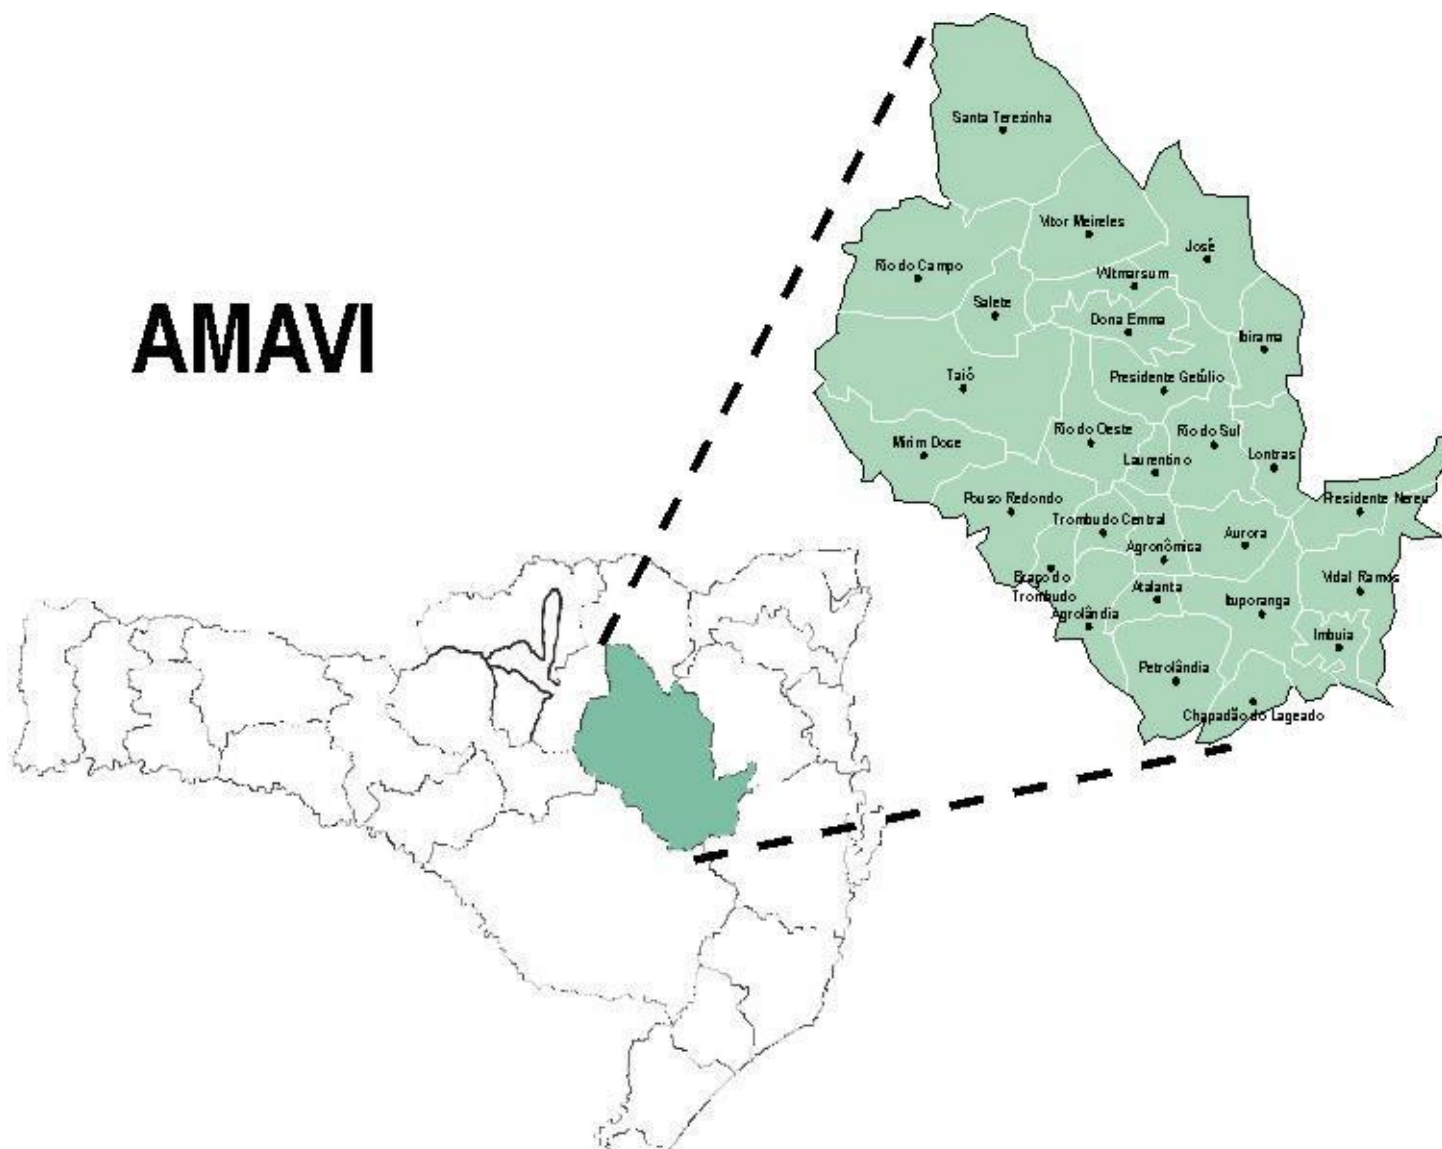 AMAVI
Santa Terezinha
Vitor Meireles
José
Rio do Campo
Witmarsum
Salete
Dona Emma
Ibirama
Taió
Presidente Getúlio
Rio do Oeste
Rio do Sul
Mirim Doce
Laurentino
Lontras
Pouso Redondo
Presidente Nereu
Trombudo Central
Aurora
Agronômica
Braço do
Trombudo
Atalanta
Vidal Ramos
Agrolândia
Ituporanga
Imbuia
Petrolândia
Chapadão do Lageado